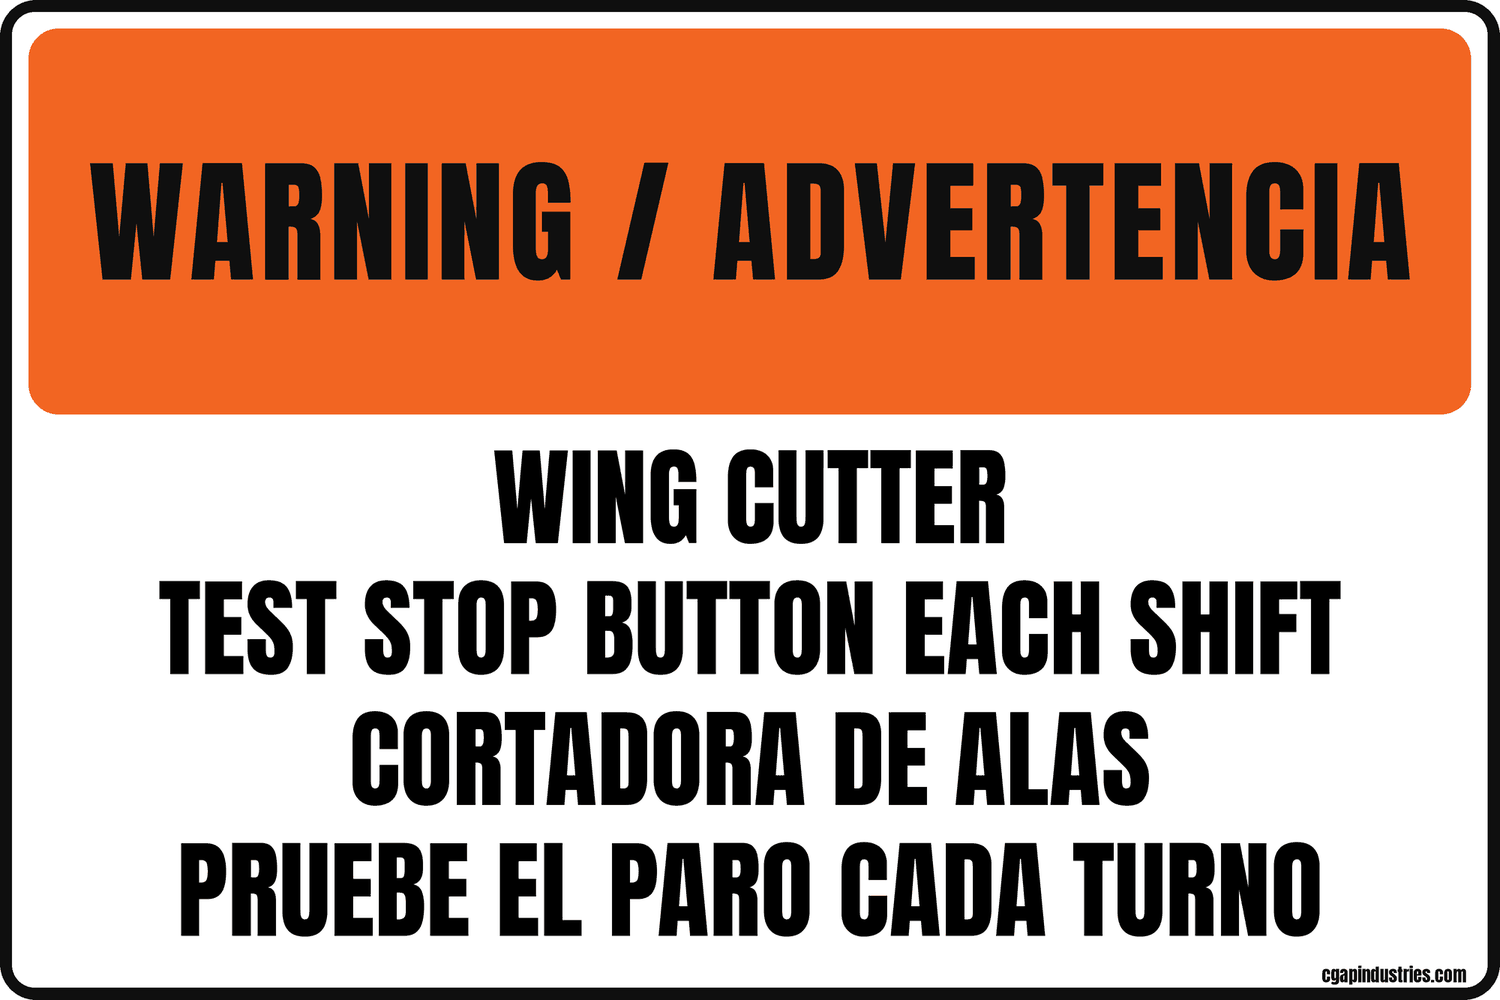 WARNING / ADVERTENCIA
WING CUTTER
TEST STOP BUTTON EACH SHIFT
CORTADORA DE ALAS
PRUEBE EL PARO CADA TURNO
cgapindustries.com